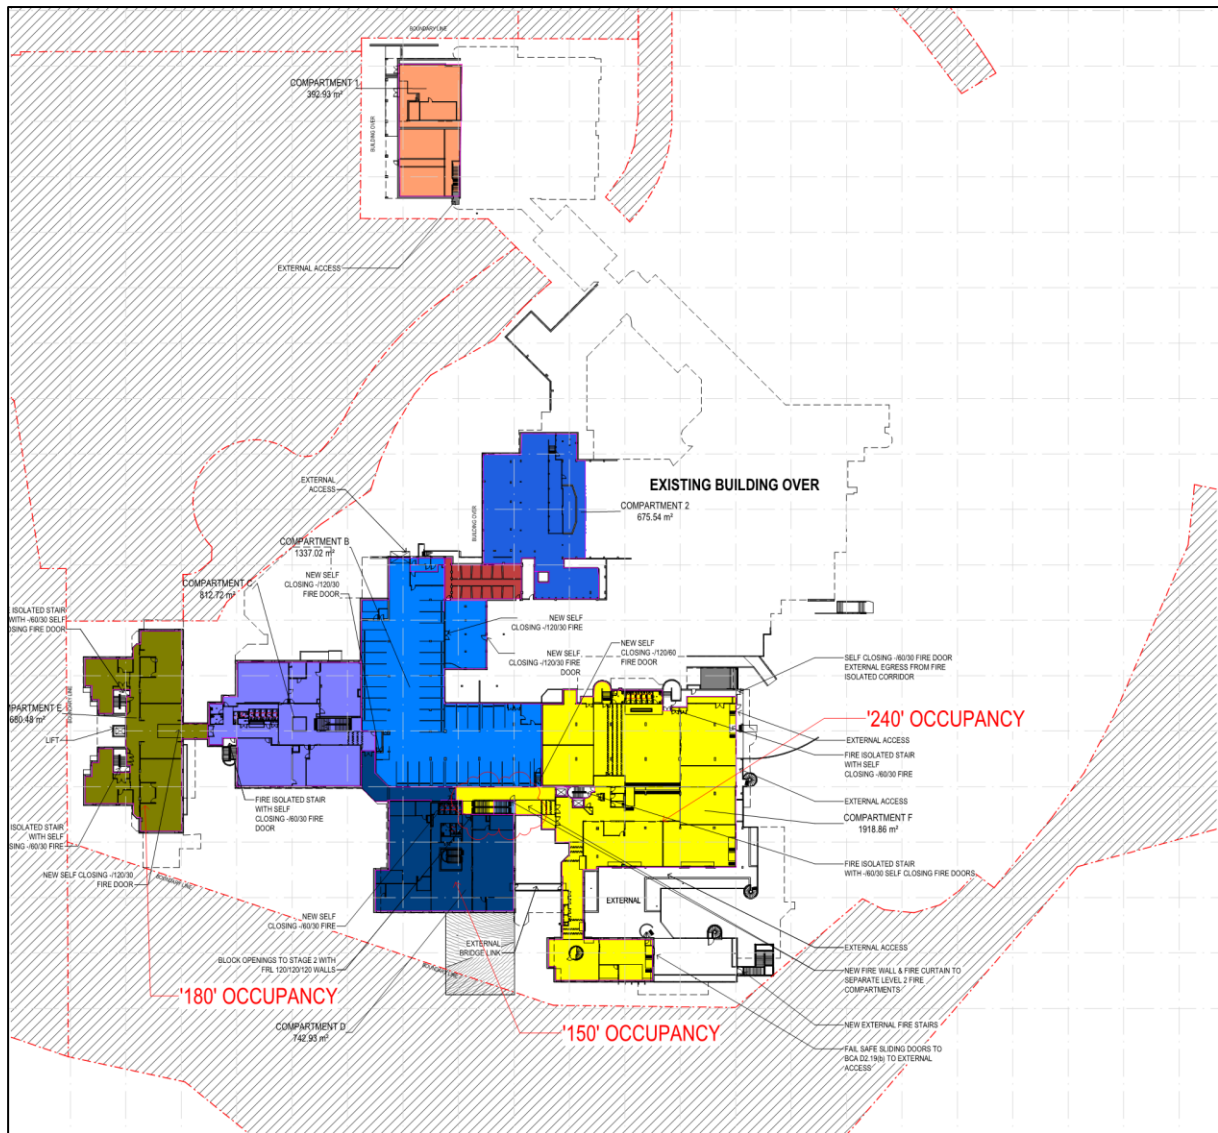 BOUNDARY LINE
COMPARTMENT 1
392.93 m²
BUILDING OVER
EXTERNAL ACCESS
EXTERNAL
ACCESS
BUILDING OVER
EXISTING BUILDING OVER
COMPARTMENT 2
675.54 m²
COMPARTMENT B
1337.02 m²
COMPARTMENT C
812.72 m²
NEW SELF
CLOSING -/120/30
FIRE DOOR
E ISOLATED STAIR
WITH -/60/30 SELF
OSING FIRE DOOR
NEW SELF
CLOSING -/120/30 FIRE
NEW SELF
CLOSING -/120/30 FIRE
DOOR
NEW SELF
CLOSING -/120/60
FIRE DOOR
SELF CLOSING -/60/30 FIRE DOOR
EXTERNAL EGRESS FROM FIRE
ISOLATED CORRIDOR
BOUNDARY LINE
MPARTMENT E
680.48 m²
LIFT
'240' OCCUPANCY
EXTERNAL ACCESS
FIRE ISOLATED STAIR
WITH SELF
CLOSING -/60/30 FIRE
EXTERNAL ACCESS
COMPARTMENT F
1918.86 m²
FIRE ISOLATED STAIR
WITH SELF
CLOSING -/60/30 FIRE
DOOR
ISOLATED STAIR
WITH SELF
SING -/60/30 FIRE
FIRE ISOLATED STAIR
WITH -/60/30 SELF CLOSING FIRE DOORS
NEW SELF CLOSING -/120/30
FIRE DOOR
BOUNDARY LINE
EXTERNAL
NEW SELF
CLOSING -/60/30 FIRE
EXTERNAL
BRIDGE LINK
EXTERNAL ACCESS
BLOCK OPENINGS TO STAGE 2 WITH
FRL 120/120/120 WALLS
BOUNDARY LINE
NEW FIRE WALL & FIRE CURTAIN TO
SEPARATE LEVEL 2 FIRE
COMPARTMENTS
'180' OCCUPANCY
COMPARTMENT D
742.93 m²
'150' OCCUPANCY
NEW EXTERNAL FIRE STAIRS
FAIL SAFE SLIDING DOORS TO
BCA D2.19(b) TO EXTERNAL
ACCESS